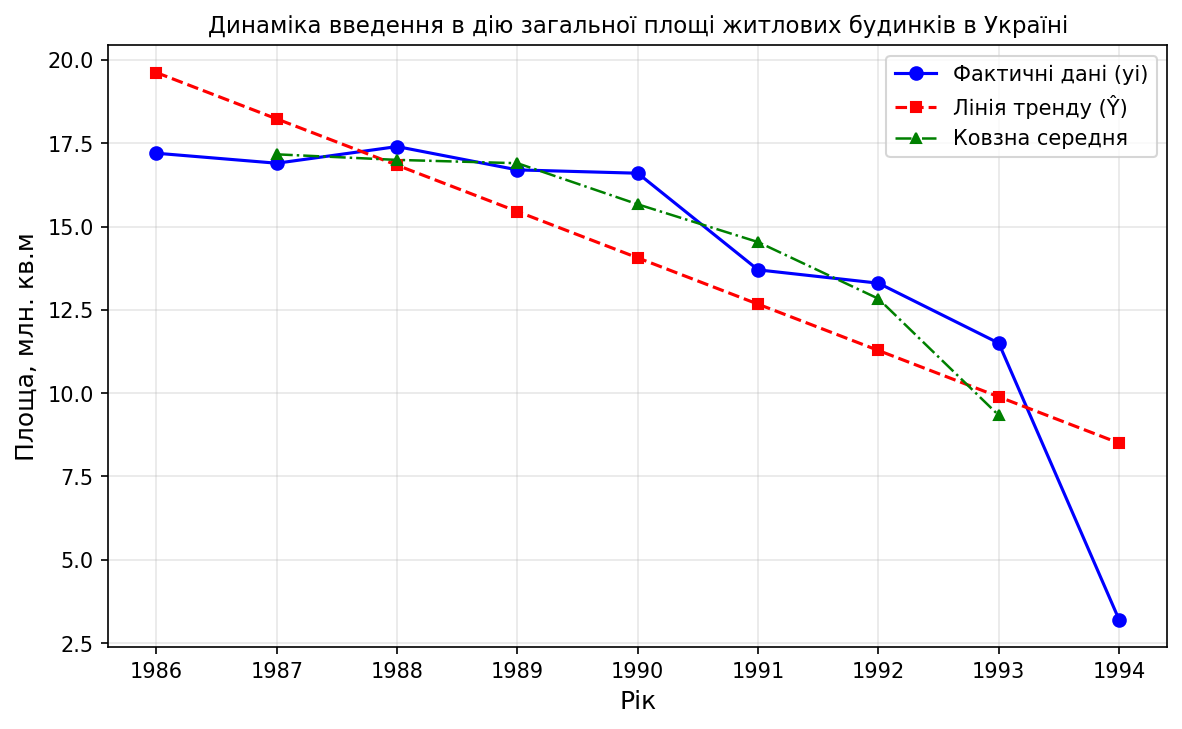 Динаміка введення в дію загальної площі житлових будинків в Україні
Площа, млн. кв.м
20.0
17.5
15.0
12.5
10.0
7.5
5.0
2.5
Фактичні дані (yi)
Лінія тренду (Ŷ)
Ковзна середня
1986 1987 1988 1989 1990 1991 1992 1993 1994
Рік